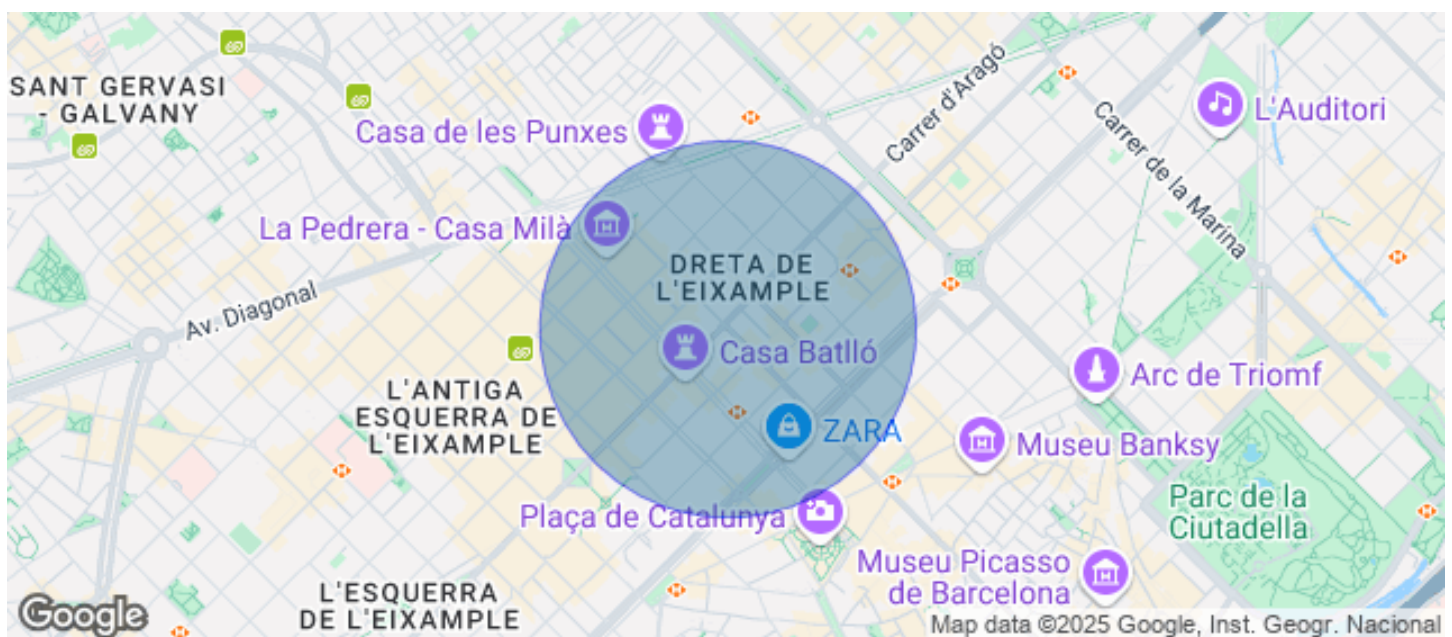 SANT GERVASI
- GALVANY
Casa de les Punxes
Carrer d'Aragó
L'Auditori
Carrer de la Marina
La Pedrera - Casa Milà
DRETA DE
L'EIXAMPLE
Av. Diagonal
Casa Batlló
Arc de Triomf
L'ANTIGA
ESQUERRA DE
L'EIXAMPLE
ZARA
Museu Banksy
Plaça de Catalunya
Parc de la
Ciutadella
Museu Picasso
de Barcelona
L'ESQUERRA
DE L'EIXAMPLE
Google
Map data ©2025 Google, Inst. Geogr. Nacional